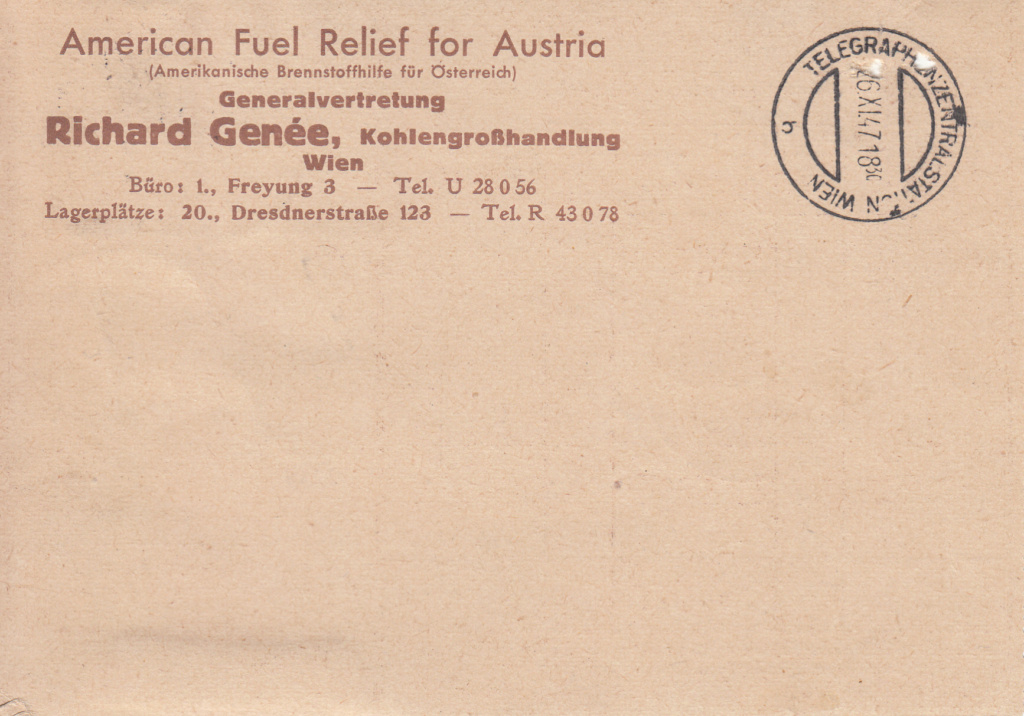 American Fuel Relief for Austria
(Amerikanische Brennstoffhilfe für Österreich)
Generalvertretung
Richard Genée, Kohlengroßhandlung
Wien
Büro: 1., Freyung 3 — Tel. U 28 0 56
Lagerplätze: 20., Dresdnerstraße 123 — Tel. R 43 0 78
TELEGRAPHENZENTRALSTATION WIEN
26.XI.47 18 30